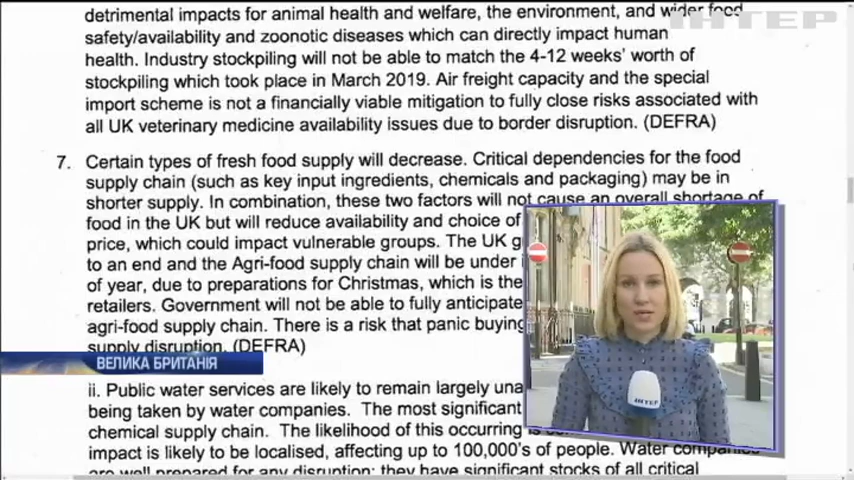 detrimental impacts for animal health and welfare, the environment, and wider food
ІНТЕР
safety/availability and zoonotic diseases which can directly impact human
health. Industry stockpiling will not be able to match the 4-12 weeks' worth of
stockpiling which took place in March 2019. Air freight capacity and the special
import scheme is not a financially viable mitigation to fully close risks associated with
all UK veterinary medicine availability issues due to border disruption. (DEFRA)
7. Certain types of fresh food supply will decrease. Critical dependencies for the food
supply chain (such as key input ingredients, chemicals and packaging) may be in
shorter supply. In combination, these two factors will not cause an overall shortage of
food in the UK but will reduce availability and choice of
price, which could impact vulnerable groups. The UK g
to an end and the Agri-food supply chain will be under
of year, due to preparations for Christmas, which is the
retailers. Government will not be able to fully anticipate
agri-food supply chain. There is a risk that panic buying
supply disruption. (DEFRA)
ВЕЛИКА БРИТАНІЯ
ІНТЕР
ii. Public water services are likely to remain largely una
being taken by water companies. The most significant
chemical supply chain. The likelihood of this occurring
impact is likely to be localised, affecting up to 100,000's of people. Water companies
are well prepared for any disruption; they have significant stocks of all critical